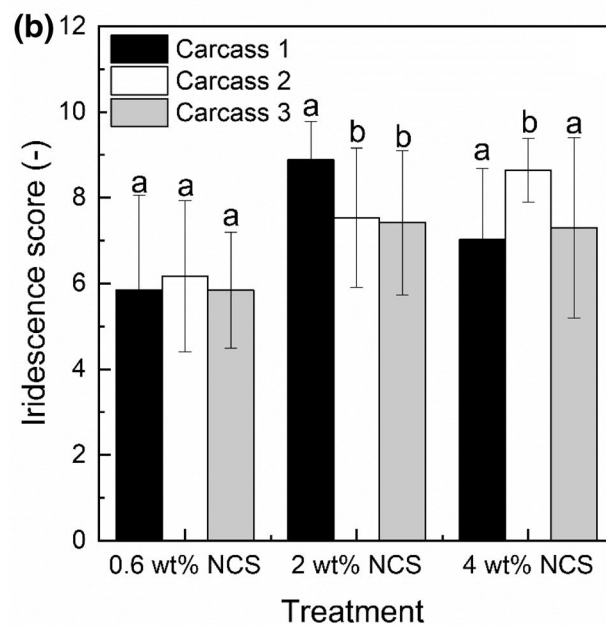 (b)
12
10
8
6
4
2
0
Iridescence score (-)
Carcass 1
Carcass 2
Carcass 3
a a a
a b b
a b a
0.6 wt% NCS 2 wt% NCS 4 wt% NCS
Treatment